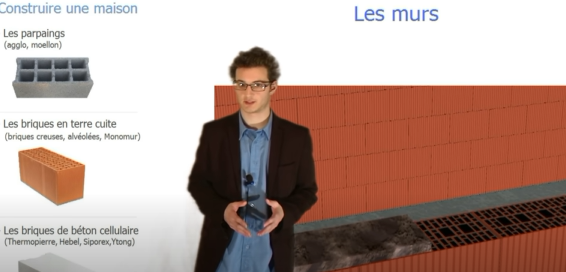 Construire une maison
Les murs
Les parpaings
(agglo, moellon)
Les briques en terre cuite
(briques creuses, alvéolées, Monomur)
Les briques de béton cellulaire
(Thermopierre, Hebel, Siporex,Ytong)